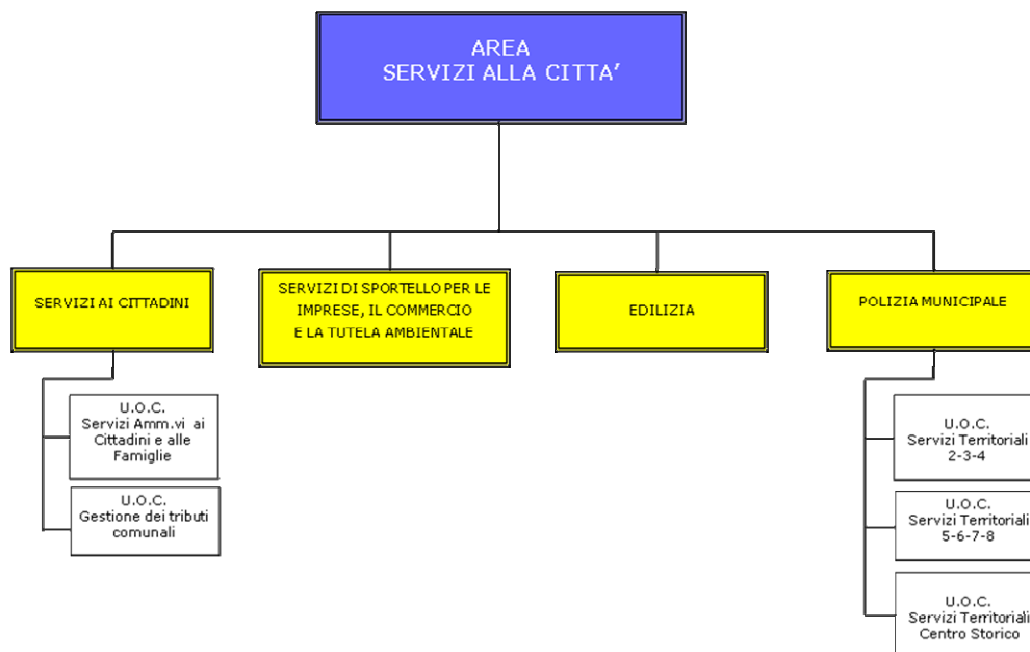 AREA
SERVIZI ALLA CITTA’
SERVIZI AI CITTADINI
SERVIZI DI SPORTELLO PER LE
IMPRESE, IL COMMERCIO
E LA TUTELA AMBIENTALE
EDILIZIA
POLIZIA MUNICIPALE
U.O.C.
Servizi Amm.vi ai
Cittadini e alle
Famiglie
U.O.C.
Gestione dei tributi
comunali
U.O.C.
Servizi Territoriali
2-3-4
U.O.C.
Servizi Territoriali
5-6-7-8
U.O.C.
Servizi Territoriali
Centro Storico